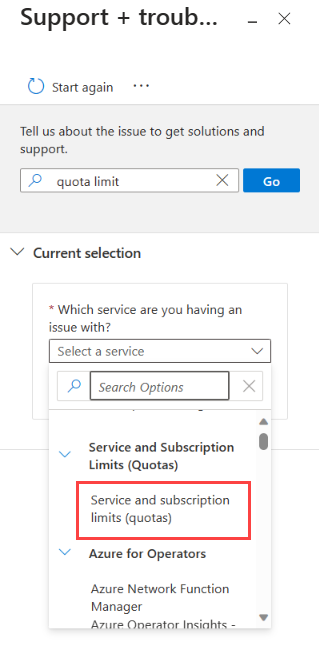 Support + troub...
Start again
Tell us about the issue to get solutions and
support.
quota limit
Go
Current selection
* Which service are you having an
issue with?
Select a service
Search Options
Service and Subscription
Limits (Quotas)
Service and subscription
limits (quotas)
Azure for Operators
Azure Network Function
Manager
Azure Operator Insights -